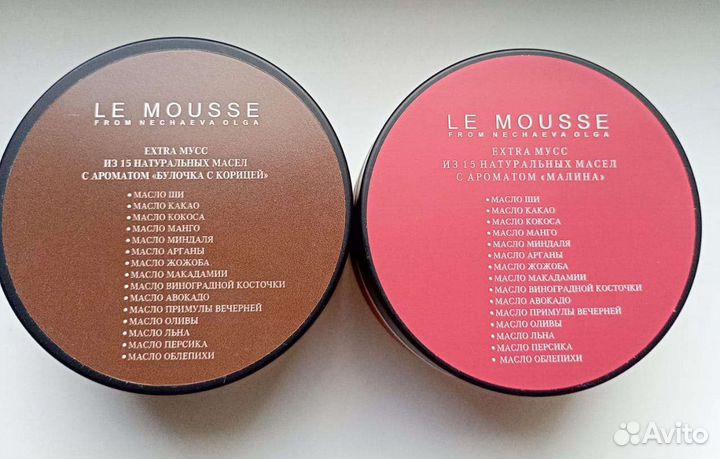 LE MOUSSE
FROM NECHAEVA OLGA
EXTRA МУСС
ИЗ 15 НАТУРАЛЬНЫХ МАСЕЛ
С АРОМАТОМ «БУЛОЧКА С КОРИЦЕЙ»
• МАСЛО ШИ
• МАСЛО КАКАО
• МАСЛО КОКОСА
• МАСЛО МАНГО
• МАСЛО МИНДАЛЯ
• МАСЛО АРГАНЫ
• МАСЛО ЖОЖОБА
• МАСЛО МАКАДАМИИ
• МАСЛО ВИНОГРАДНОЙ КОСТОЧКИ
• МАСЛО АВОКАДО
• МАСЛО ПРИМУЛЫ ВЕЧЕРНЕЙ
• МАСЛО ОЛИВЫ
• МАСЛО ЛЬНА
• МАСЛО ПЕРСИКА
• МАСЛО ОБЛЕПИХИ
LE MOUSSE
FROM NECHAEVA OLGA
EXTRA МУСС
ИЗ 15 НАТУРАЛЬНЫХ МАСЕЛ
С АРОМАТОМ «МАЛИНА»
• МАСЛО ШИ
• МАСЛО КАКАО
• МАСЛО КОКОСА
• МАСЛО МАНГО
• МАСЛО МИНДАЛЯ
• МАСЛО АРГАНЫ
• МАСЛО ЖОЖОБА
• МАСЛО МАКАДАМИИ
• МАСЛО ВИНОГРАДНОЙ КОСТОЧКИ
• МАСЛО АВОКАДО
• МАСЛО ПРИМУЛЫ ВЕЧЕРНЕЙ
• МАСЛО ОЛИВЫ
• МАСЛО ЛЬНА
• МАСЛО ПЕРСИКА
• МАСЛО ОБЛЕПИХИ
Avito